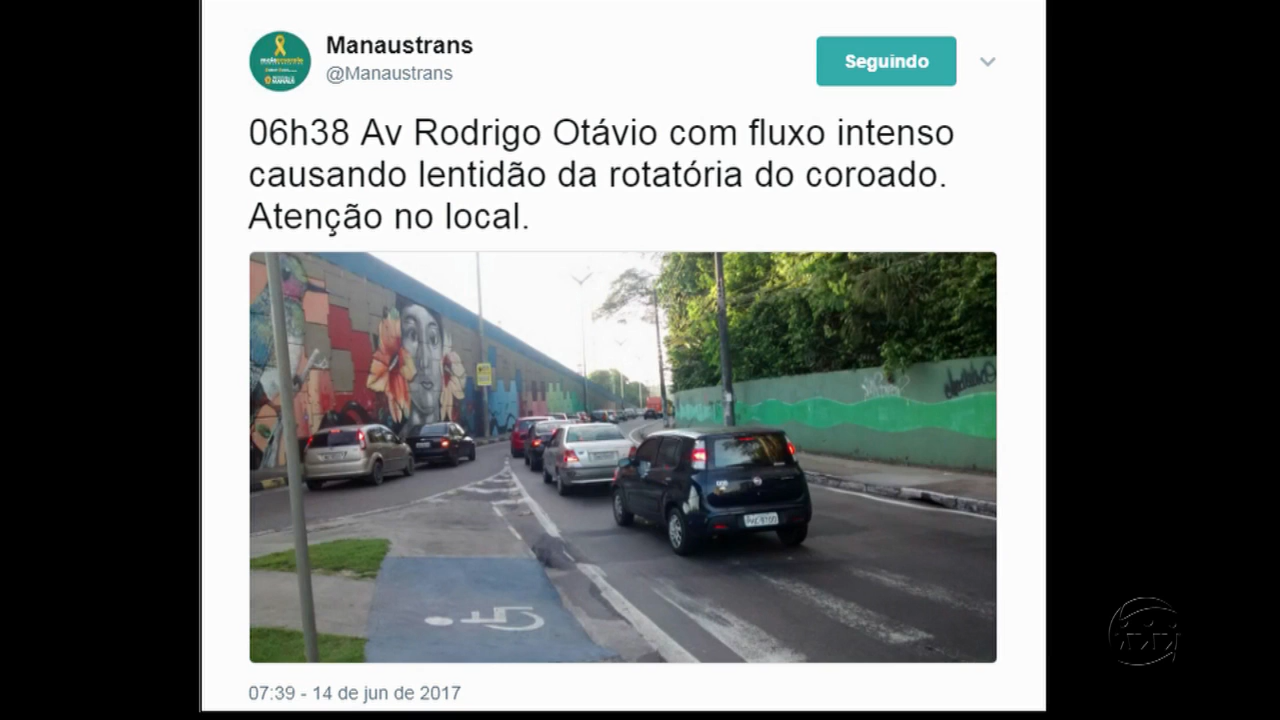 Manaustrans
@Manaustrans
Seguindo
06h38 Av Rodrigo Otávio com fluxo intenso
causando lentidão da rotatória do coroado.
Atenção no local.
07:39 - 14 de jun de 2017